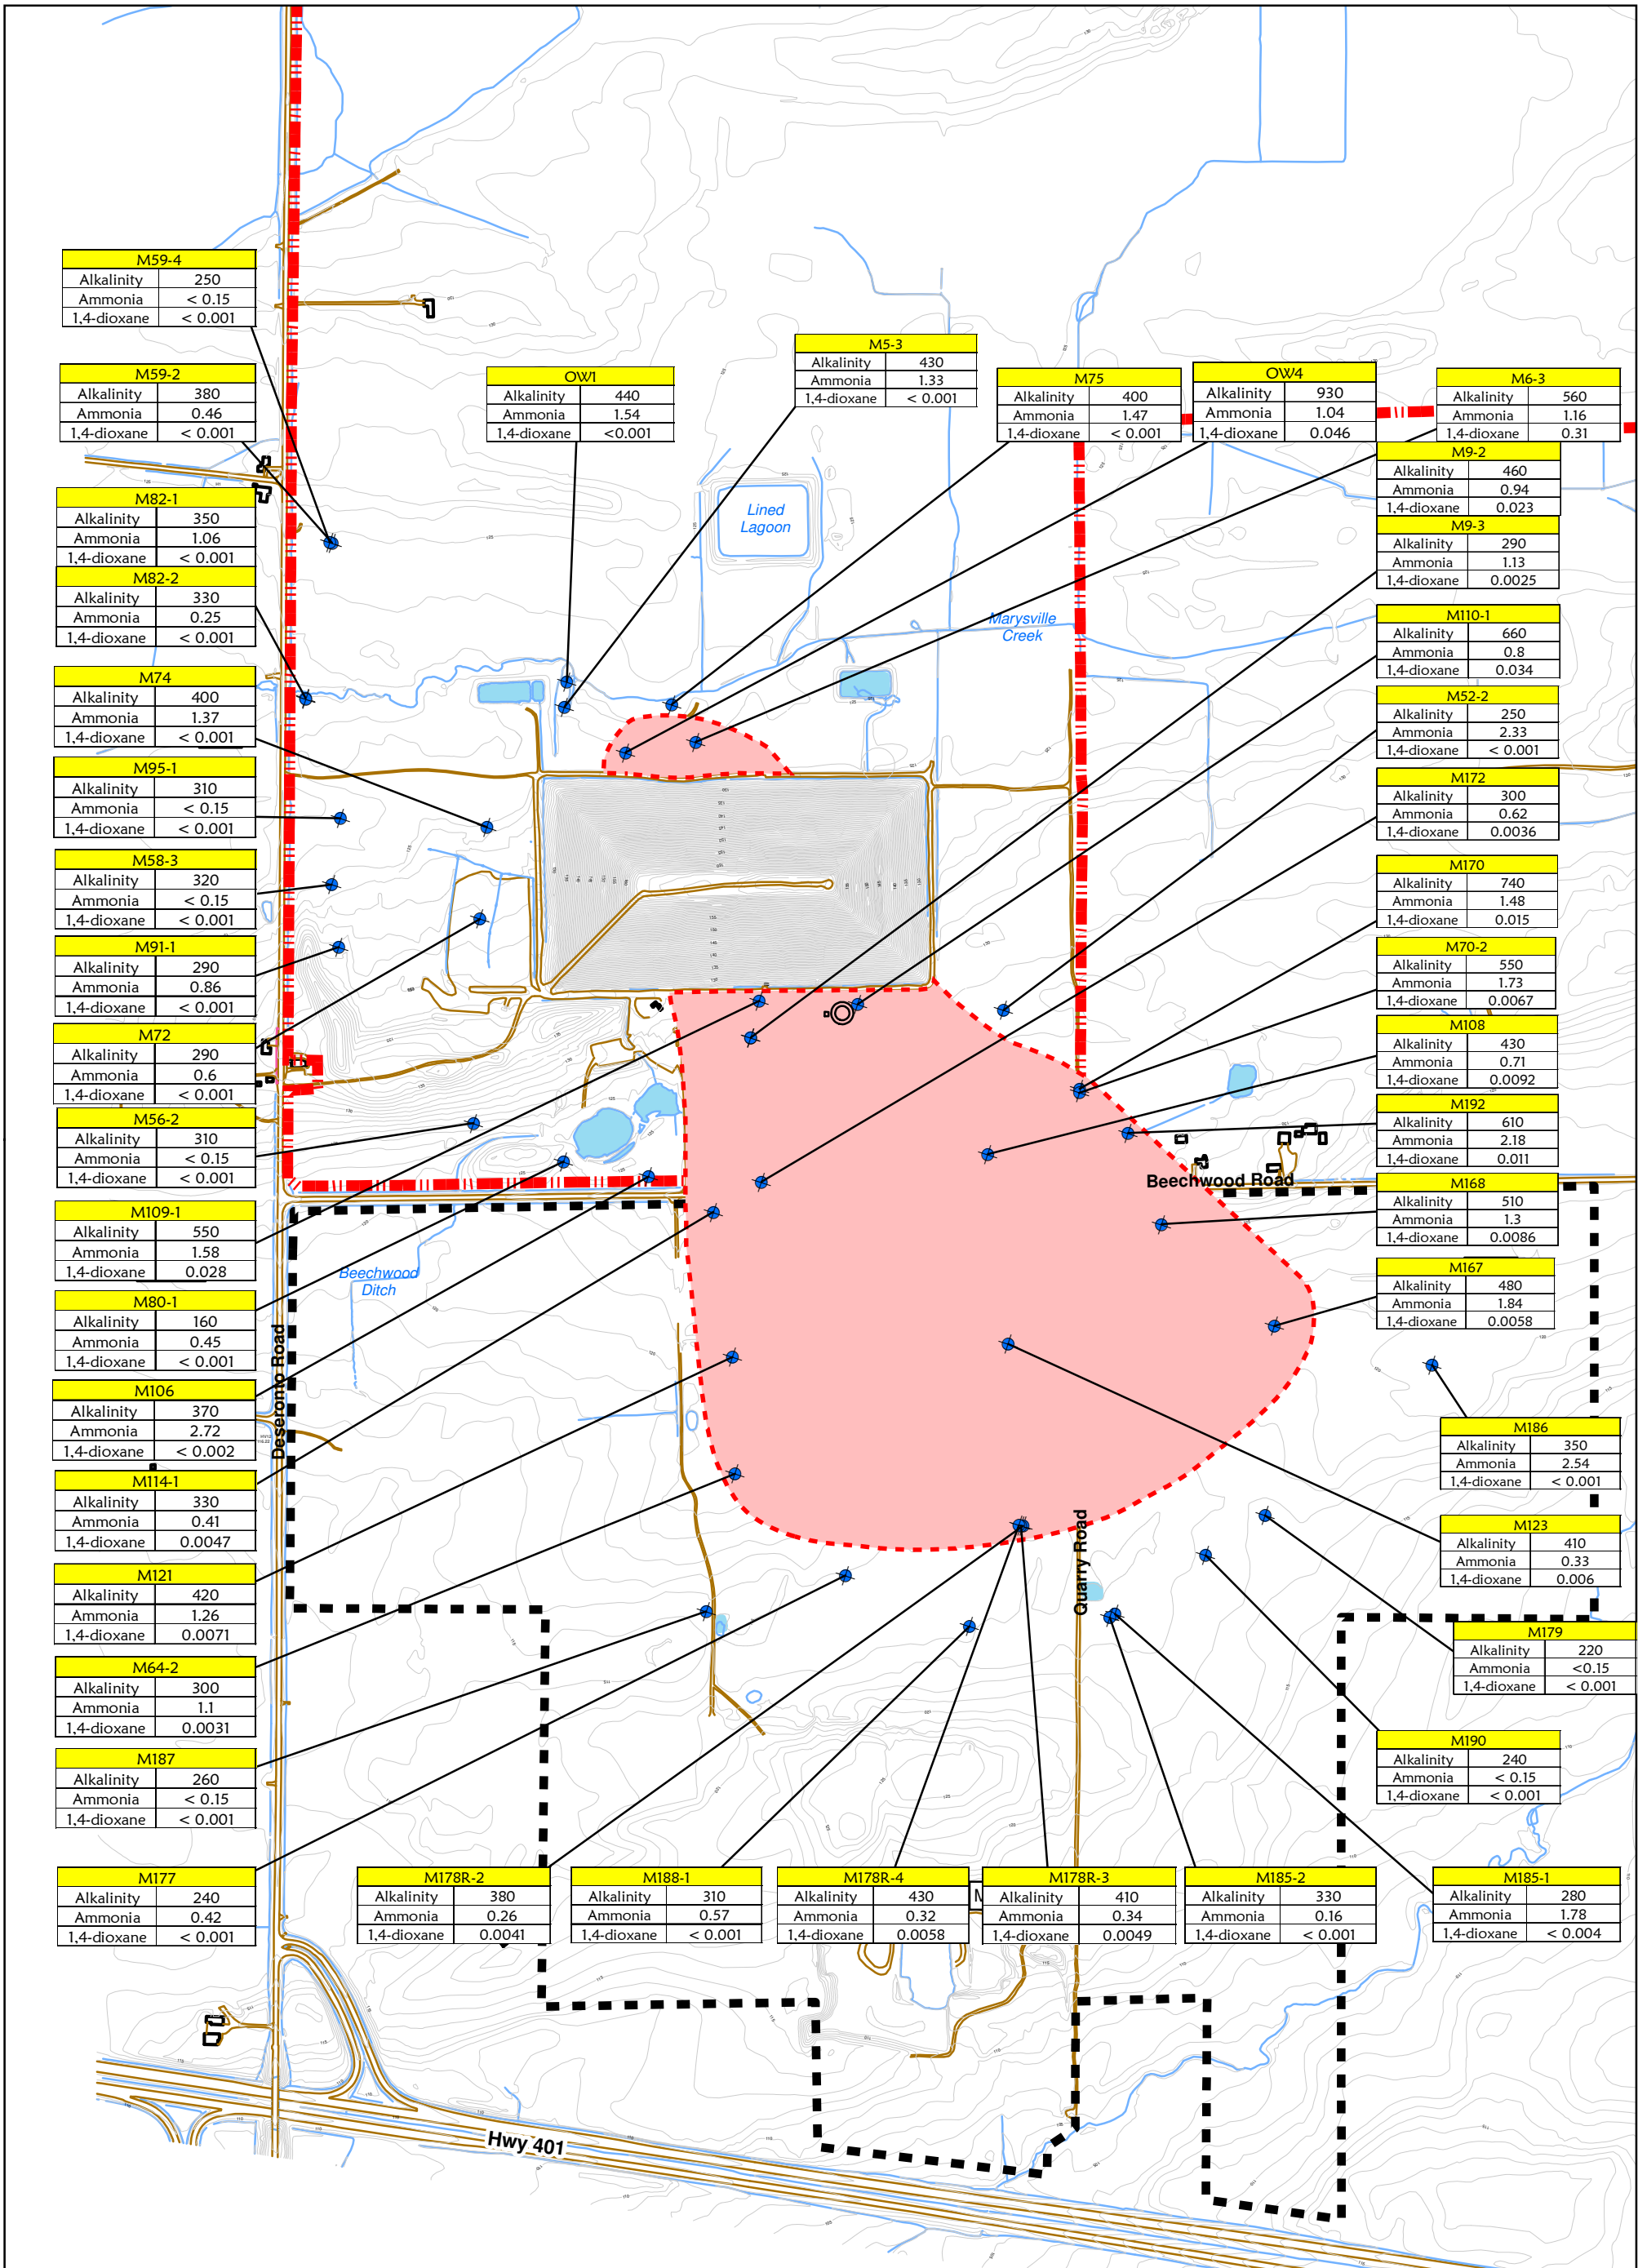 M59-4
Alkalinity 250
Ammonia < 0.15
1,4-dioxane < 0.001
M59-2
Alkalinity 380
Ammonia 0.46
1,4-dioxane < 0.001
M82-1
Alkalinity 350
Ammonia 1.06
1,4-dioxane < 0.001
M82-2
Alkalinity 330
Ammonia 0.25
1,4-dioxane < 0.001
M74
Alkalinity 400
Ammonia 1.37
1,4-dioxane < 0.001
M95-1
Alkalinity 310
Ammonia < 0.15
1,4-dioxane < 0.001
M58-3
Alkalinity 320
Ammonia < 0.15
1,4-dioxane < 0.001
M91-1
Alkalinity 290
Ammonia 0.86
1,4-dioxane < 0.001
M72
Alkalinity 290
Ammonia 0.6
1,4-dioxane < 0.001
M56-2
Alkalinity 310
Ammonia < 0.15
1,4-dioxane < 0.001
M109-1
Alkalinity 550
Ammonia 1.58
1,4-dioxane 0.028
M80-1
Alkalinity 160
Ammonia 0.45
1,4-dioxane < 0.001
M106
Alkalinity 370
Ammonia 2.72
1,4-dioxane < 0.002
M114-1
Alkalinity 330
Ammonia 0.41
1,4-dioxane 0.0047
M121
Alkalinity 420
Ammonia 1.26
1,4-dioxane 0.0071
M64-2
Alkalinity 300
Ammonia 1.1
1,4-dioxane 0.0031
M187
Alkalinity 260
Ammonia < 0.15
1,4-dioxane < 0.001
M177
Alkalinity 240
Ammonia 0.42
1,4-dioxane < 0.001
OW1
Alkalinity 440
Ammonia 1.54
1,4-dioxane <0.001
M5-3
Alkalinity 430
Ammonia 1.33
1,4-dioxane < 0.001
M75
Alkalinity 400
Ammonia 1.47
1,4-dioxane < 0.001
OW4
Alkalinity 930
Ammonia 1.04
1,4-dioxane 0.046
M6-3
Alkalinity 560
Ammonia 1.16
1,4-dioxane 0.31
M9-2
Alkalinity 460
Ammonia 0.94
1,4-dioxane 0.023
M9-3
Alkalinity 290
Ammonia 1.13
1,4-dioxane 0.0025
M110-1
Alkalinity 660
Ammonia 0.8
1,4-dioxane 0.034
M52-2
Alkalinity 250
Ammonia 2.33
1,4-dioxane < 0.001
M172
Alkalinity 300
Ammonia 0.62
1,4-dioxane 0.0036
M170
Alkalinity 740
Ammonia 1.48
1,4-dioxane 0.015
M70-2
Alkalinity 550
Ammonia 1.73
1,4-dioxane 0.0067
M108
Alkalinity 430
Ammonia 0.71
1,4-dioxane 0.0092
M192
Alkalinity 610
Ammonia 2.18
1,4-dioxane 0.011
M168
Alkalinity 510
Ammonia 1.3
1,4-dioxane 0.0086
M167
Alkalinity 480
Ammonia 1.84
1,4-dioxane 0.0058
M186
Alkalinity 350
Ammonia 2.54
1,4-dioxane < 0.001
M123
Alkalinity 410
Ammonia 0.33
1,4-dioxane 0.006
M179
Alkalinity 220
Ammonia <0.15
1,4-dioxane < 0.001
M190
Alkalinity 240
Ammonia < 0.15
1,4-dioxane < 0.001
M178R-2
Alkalinity 380
Ammonia 0.26
1,4-dioxane 0.0041
M188-1
Alkalinity 310
Ammonia 0.57
1,4-dioxane < 0.001
M178R-4
Alkalinity 430
Ammonia 0.32
1,4-dioxane 0.0058
M
M178R-3
Alkalinity 410
Ammonia 0.34
1,4-dioxane 0.0049
M185-2
Alkalinity 330
Ammonia 0.16
1,4-dioxane < 0.001
M185-1
Alkalinity 280
Ammonia 1.78
1,4-dioxane < 0.004
Lined
Lagoon
Marysville
Creek
Beechwood Road
Beechwood
Ditch
Deseronto Road
Quarry Road
Hwy 401